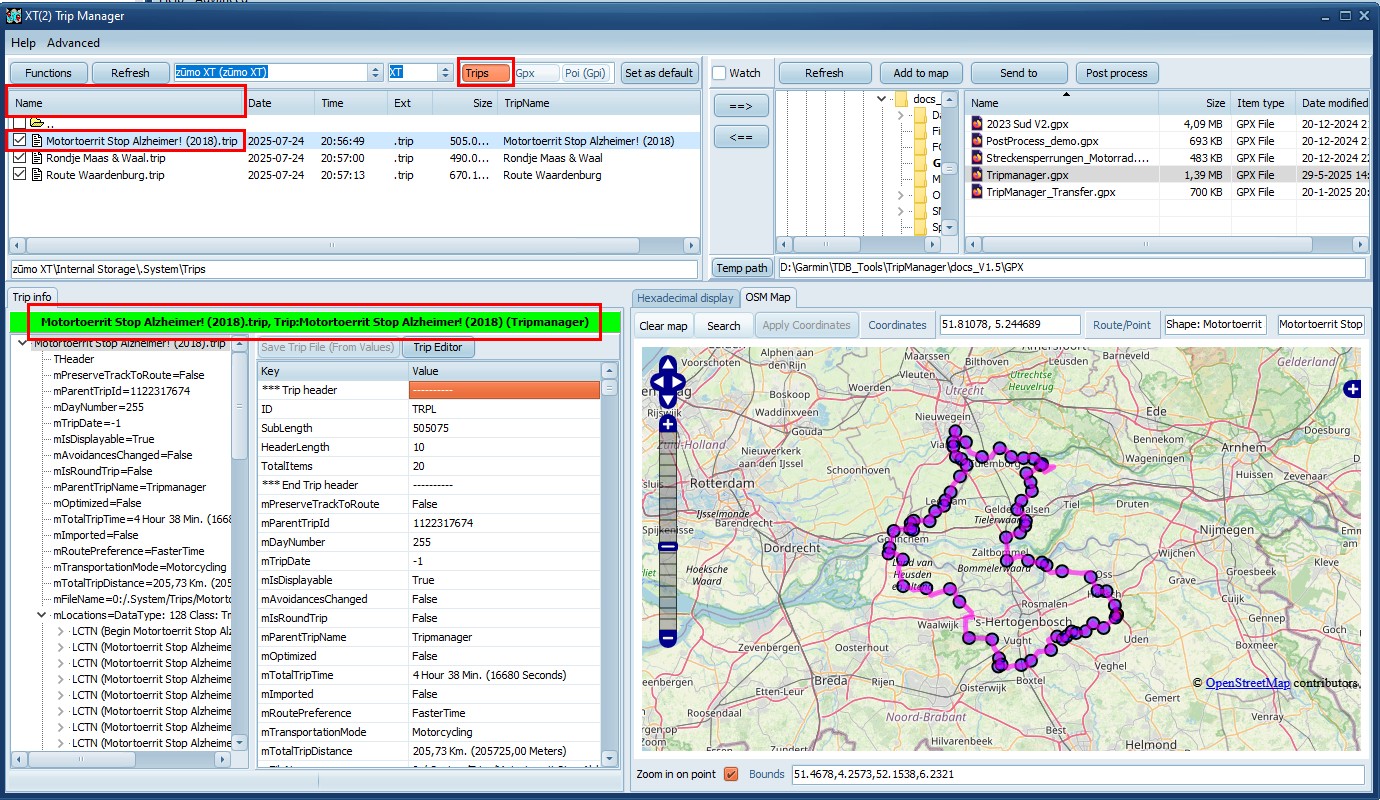 XT(2) Trip Manager
Help Advanced
Functions Refresh zūmo XT (zūmo XT) XT Trips Gpx Poi (Gpi) Set as default
Name Date Time Ext Size TripName
..
Motortoerrit Stop Alzheimer! (2018).trip 2025-07-24 20:56:49 .trip 505.0... Motortoerrit Stop Alzheimer! (2018)
Rondje Maas & Waal.trip 2025-07-24 20:57:00 .trip 490.0... Rondje Maas & Waal
Route Waardenburg.trip 2025-07-24 20:57:13 .trip 670.1... Route Waardenburg
zūmo XT\Internal Storage\.System\Trips
Watch Refresh Add to map Send to Post process
==>
<==
docs_
Da
Fi
FC
G
M
O
SM
Sp
Name Size Item type Date modified
2023 Sud V2.gpx 4,09 MB GPX File 20-12-2024 2
PostProcess_demo.gpx 693 KB GPX File 20-12-2024 2
Streckensperrungen_Motorrad.... 483 KB GPX File 20-12-2024 2
Tripmanager.gpx 1,39 MB GPX File 29-5-2025 14:
TripManager_Transfer.gpx 700 KB GPX File 20-1-2025 20:
Temp path D:\Garmin\TDB_Tools\TripManager\docs_V1.5\GPX
Trip info
Motortoerrit Stop Alzheimer! (2018).trip, Trip:Motortoerrit Stop Alzheimer! (2018) (Tripmanager)
Motortoerrit Stop Alzheimer! (2018).trip
THeader
mPreserveTrackToRoute=False
mParentTripId=1122317674
mDayNumber=255
mTripDate=-1
mIsDisplayable=True
mAvoidancesChanged=False
mIsRoundTrip=False
mParentTripName=Tripmanager
mOptimized=False
mTotalTripTime=4 Hour 38 Min. (1668
mImported=False
mRoutePreference=FasterTime
mTransportationMode=Motorcycling
mTotalTripDistance=205,73 Km. (205
mFileName=0:/.System/Trips/Moto
mLocations=DataType: 128 Class: Tr
LCTN (Begin Motortoerrit Stop Alz
LCTN (Motortoerrit Stop Alzheime
LCTN (Motortoerrit Stop Alzheime
LCTN (Motortoerrit Stop Alzheime
LCTN (Motortoerrit Stop Alzheime
LCTN (Motortoerrit Stop Alzheime
LCTN (Motortoerrit Stop Alzheime
LCTN (Motortoerrit Stop Alzheime
Save Trip File (From Values) Trip Editor
Key Value
*** Trip header ----------
ID TRPL
SubLength 505075
HeaderLength 10
TotalItems 20
**** End Trip header ----------
mPreserveTrackToRoute False
mParentTripId 1122317674
mDayNumber 255
mTripDate -1
mIsDisplayable True
mAvoidancesChanged False
mIsRoundTrip False
mParentTripName Tripmanager
mOptimized False
mTotalTripTime 4 Hour 38 Min. (16680 Seconds)
mImported False
mRoutePreference FasterTime
mTransportationMode Motorcycling
mTotalTripDistance 205,73 Km. (205725,00 Meters)
Hexadecimal display OSM Map
Clear map Search Apply Coordinates Coordinates 51.81078, 5.244689 Route/Point Shape: Motortoerrit Motortoerrit Stop
Voorschoten
Alphen aan den Rijn
Maarssen
Bilthoven
Leusden
Barneveld
Gelderland
Woerden
Utrecht
Utrechtse Heuvelrug
Boskoop
Waddinxveen
Gouda
Nieuwegein
Ede
Rijswijk
Zuid-Holland
Nieuwerkerk aan den IJssel
Bennekom
Wageningen
Arnhem
Doesburg
Huissen
Zevenaar
Schoonhoven
Rotterdam
Tiel
Druten
IJsselmonde
Barendrecht
Tielerwaard
Nijmegen
Dordrecht
Gorinchem
Zaltbommel
Bommelerwaard
Wijchen
Groesbeek
Hoeksche Waard
Land van Heusden
Oss
Rosmalen
Cuijk
Goch
Waalwijk
's-Hertogenbosch
Gennep
Uden
Zevenbergen
Oosterhout
Vught
Boxmeer
Breda
Rijen
Boxtel
Veghel
Etten-Leur
Oisterwijk
Gemert
Roosendaal
Noord-Brabant
Venray
Hilvarenbeek
Helmond
© OpenStreetMap contributors.
Zoom in on point Bounds 51.4678,4.2573,52.1538,6.2321